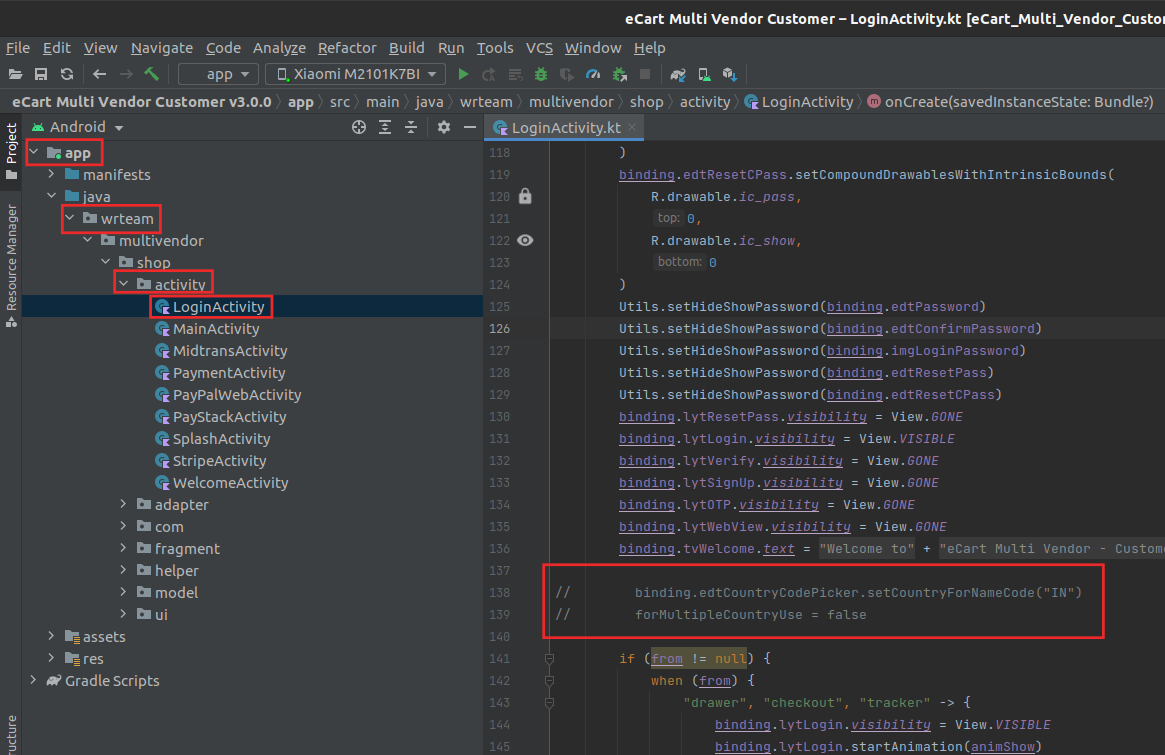 eCart Multi Vendor Customer – LoginActivity.kt [eCart_Multi_Vendor_Custo
File Edit View Navigate Code Analyze Refactor Build Run Tools VCS Window Help
app Xiaomi M2101K7BI
eCart Multi Vendor Customer v3.0.0 app src main java wrteam multivendor shop activity LoginActivity onCreate(savedInstanceState: Bundle?)
Project
Resource Manager
ucture
Android
app
manifests
java
wrteam
multivendor
shop
activity
LoginActivity
MainActivity
MidtransActivity
PaymentActivity
PayPalWebActivity
PayStackActivity
SplashActivity
StripeActivity
WelcomeActivity
adapter
com
fragment
helper
model
ui
assets
res
Gradle Scripts
LoginActivity.kt
118 )
119 binding.edtResetCPass.setCompoundDrawablesWithIntrinsicBounds(
120 R.drawable.ic_pass,
121 top: 0,
122 R.drawable.ic_show,
123 bottom: 0
124 )
125 Utils.setHideShowPassword(binding.edtPassword)
126 Utils.setHideShowPassword(binding.edtConfirmPassword)
127 Utils.setHideShowPassword(binding.imgLoginPassword)
128 Utils.setHideShowPassword(binding.edtResetPass)
129 Utils.setHideShowPassword(binding.edtResetCPass)
130 binding.lytResetPass.visibility = View.GONE
131 binding.lytLogin.visibility = View.VISIBLE
132 binding.lytVerify.visibility = View.GONE
133 binding.lytSignUp.visibility = View.GONE
134 binding.lytOTP.visibility = View.GONE
135 binding.lytWebView.visibility = View.GONE
136 binding.tvWelcome.text = "Welcome to" + "eCart Multi Vendor - Custome
137
138 // binding.edtCountryCodePicker.setCountryForNameCode("IN")
139 // forMultipleCountryUse = false
140
141 if (from != null) {
142 when (from) {
143 "drawer", "checkout", "tracker" -> {
144 binding.lytLogin.visibility = View.VISIBLE
145 binding.lytLogin.startAnimation(animShow)